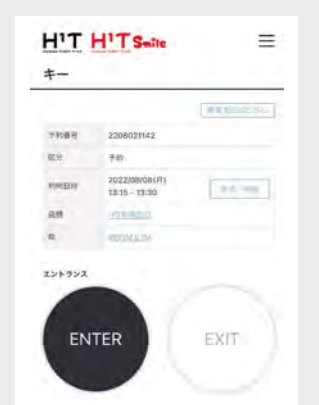 H¹T H¹T Smile
キー
予約番号 2208021142
区分 予約
利用日時 2022/08/08(月)
13:15 - 13:30
店舗
席
エントランス
ENTER EXIT